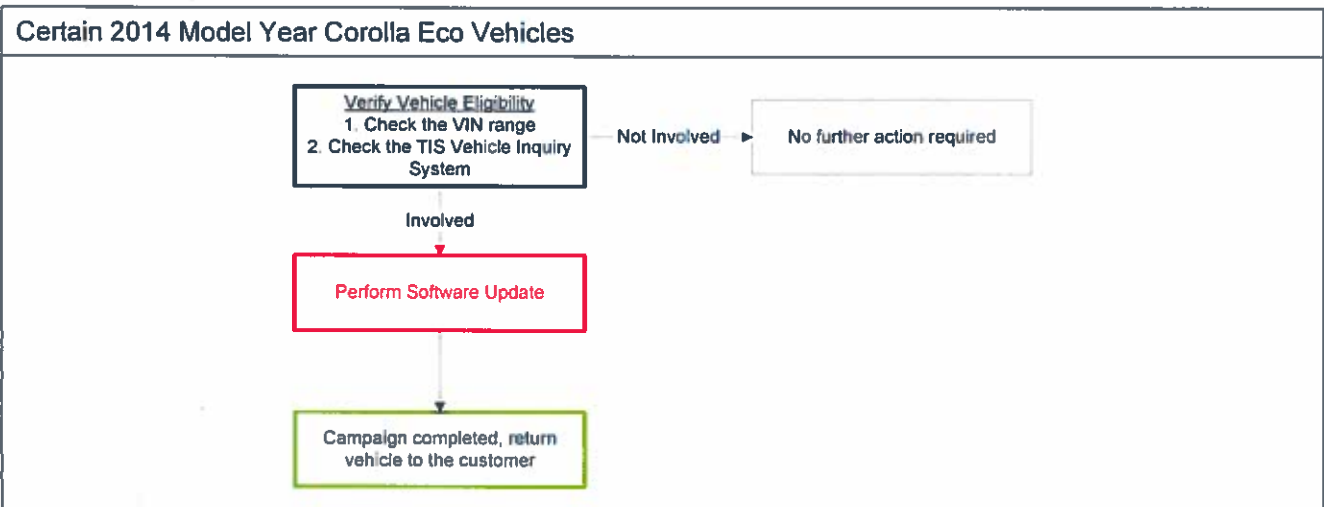 Certain 2014 Model Year Corolla Eco Vehicles
Verify Vehicle Eligibility
1. Check the VIN range
2. Check the TIS Vehicle Inquiry
System
Not Involved
No further action required
Involved
Perform Software Update
Campaign completed, return
vehicle to the customer